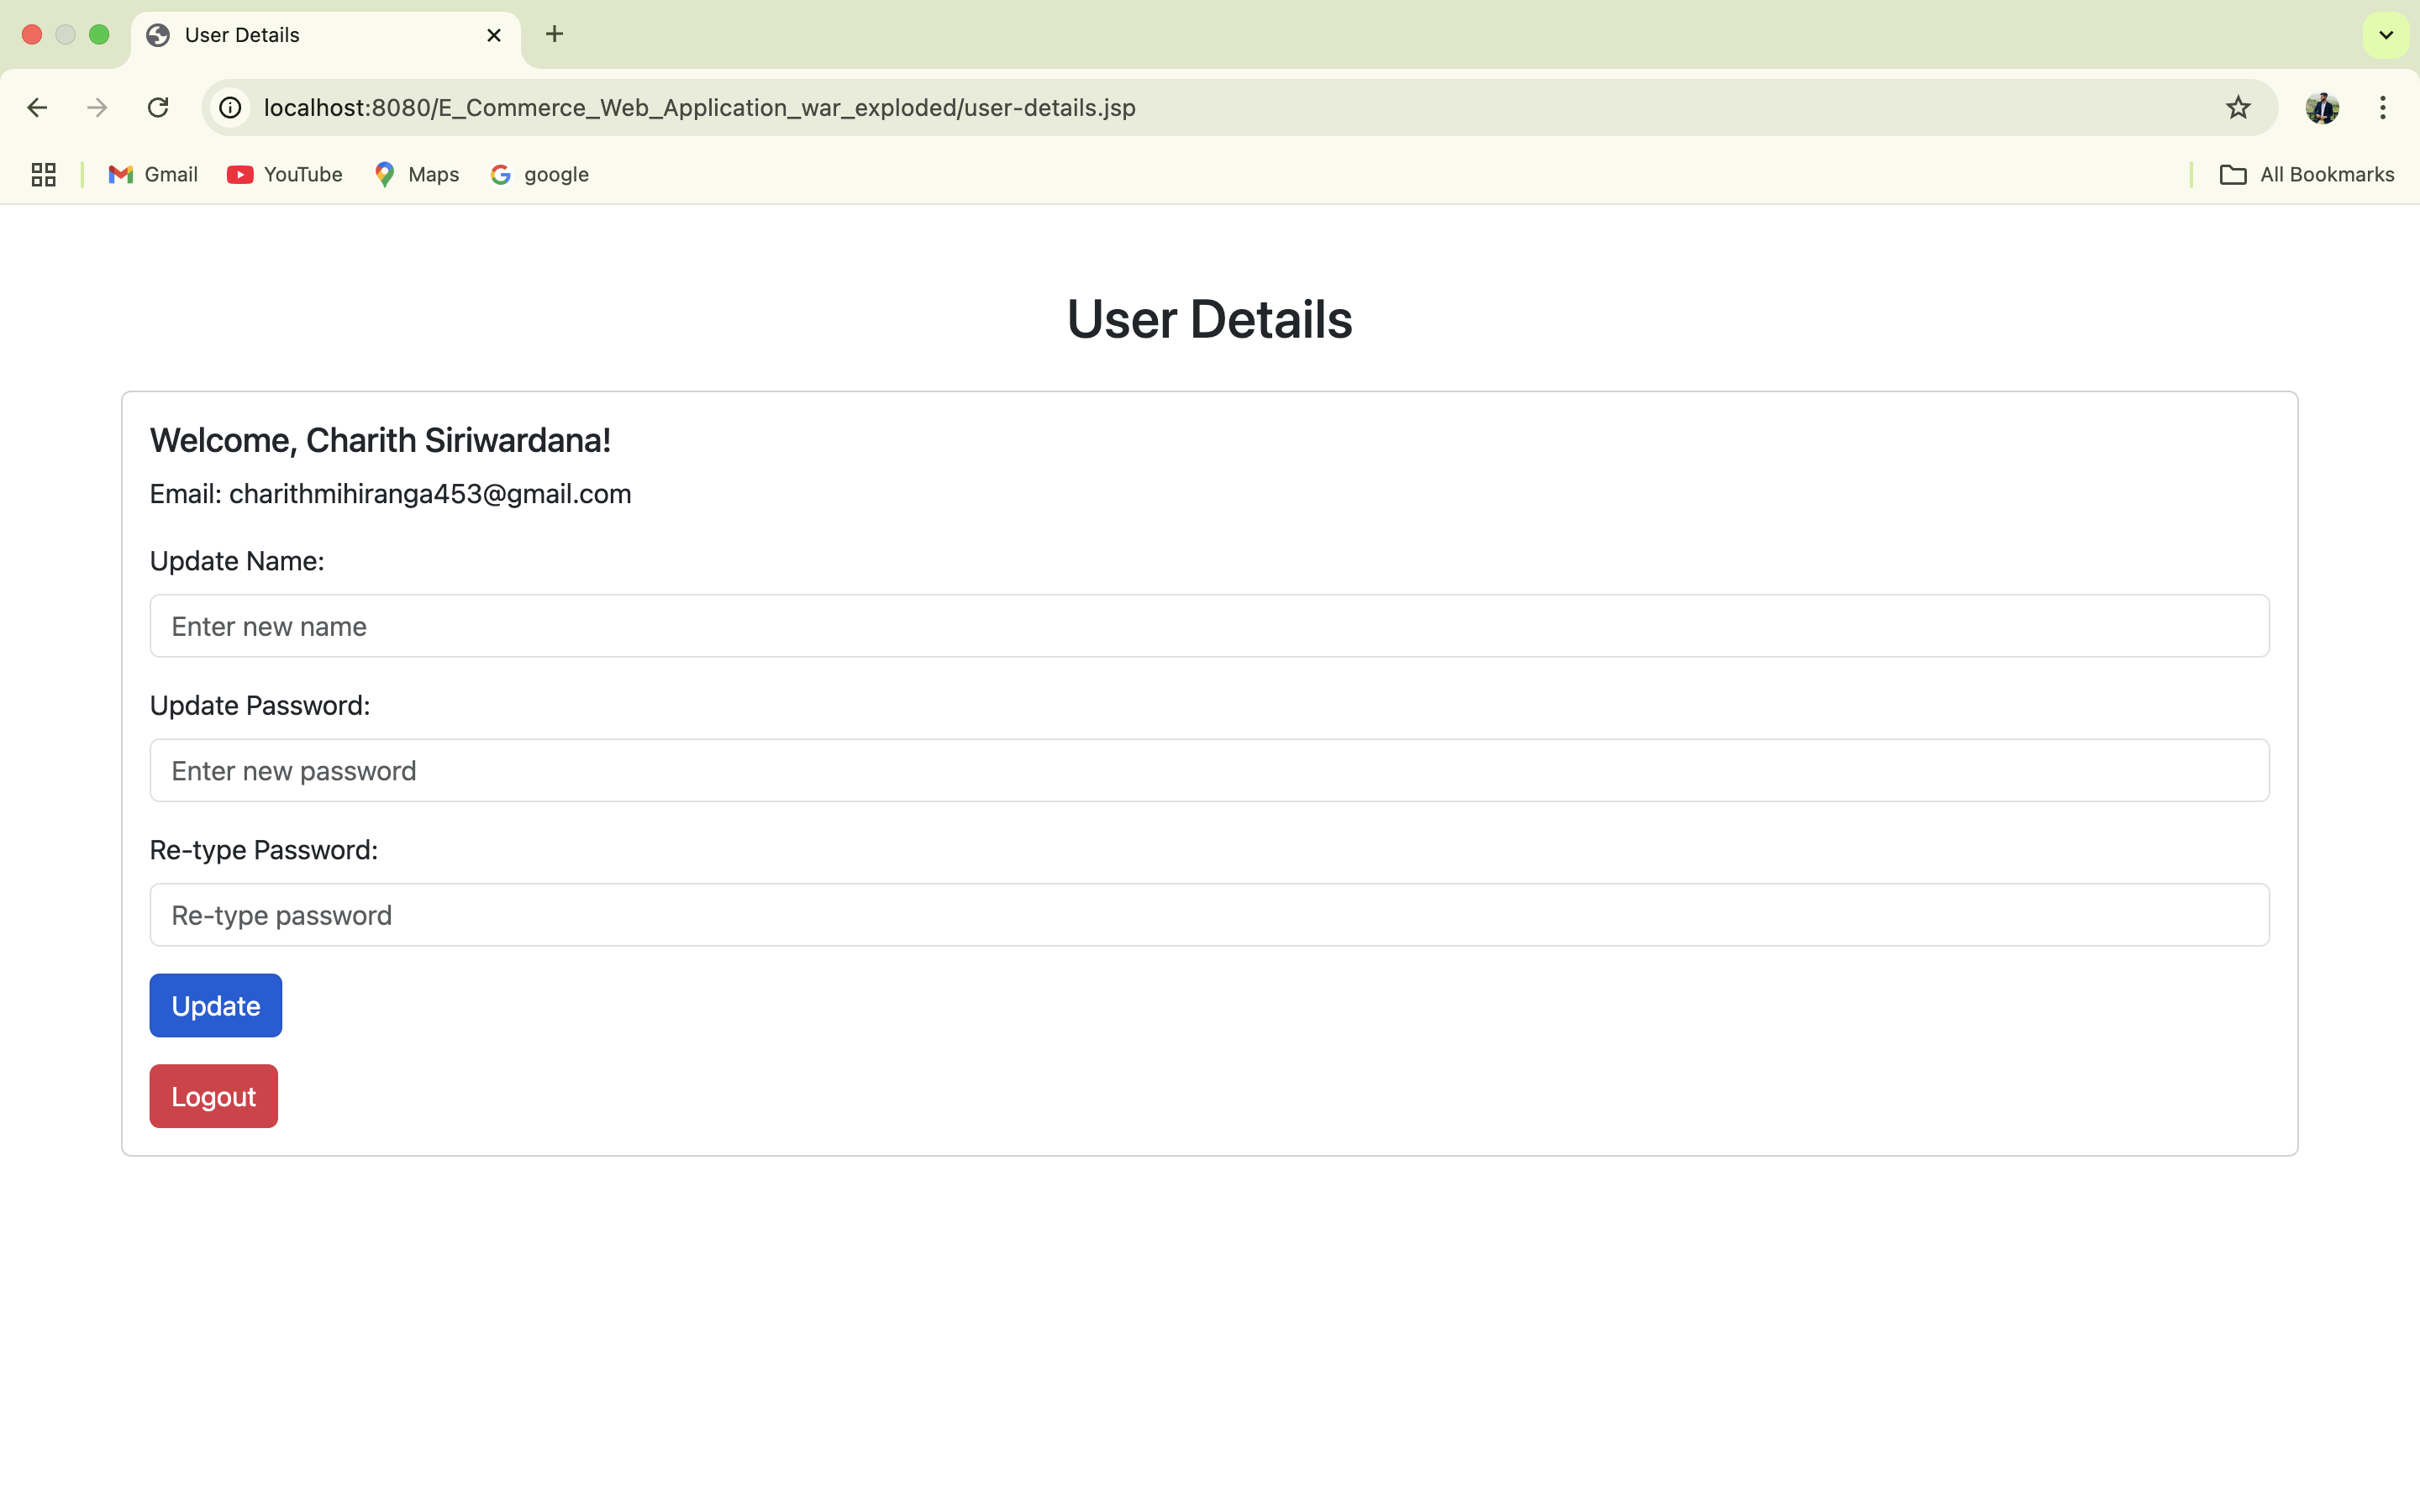 User Details
localhost:8080/E_Commerce_Web_Application_war_exploded/user-details.jsp
Gmail YouTube Maps google All Bookmarks
User Details
Welcome, Charith Siriwardana!
Email: charithmihiranga453@gmail.com
Update Name:
Enter new name
Update Password:
Enter new password
Re-type Password:
Re-type password
Update
Logout